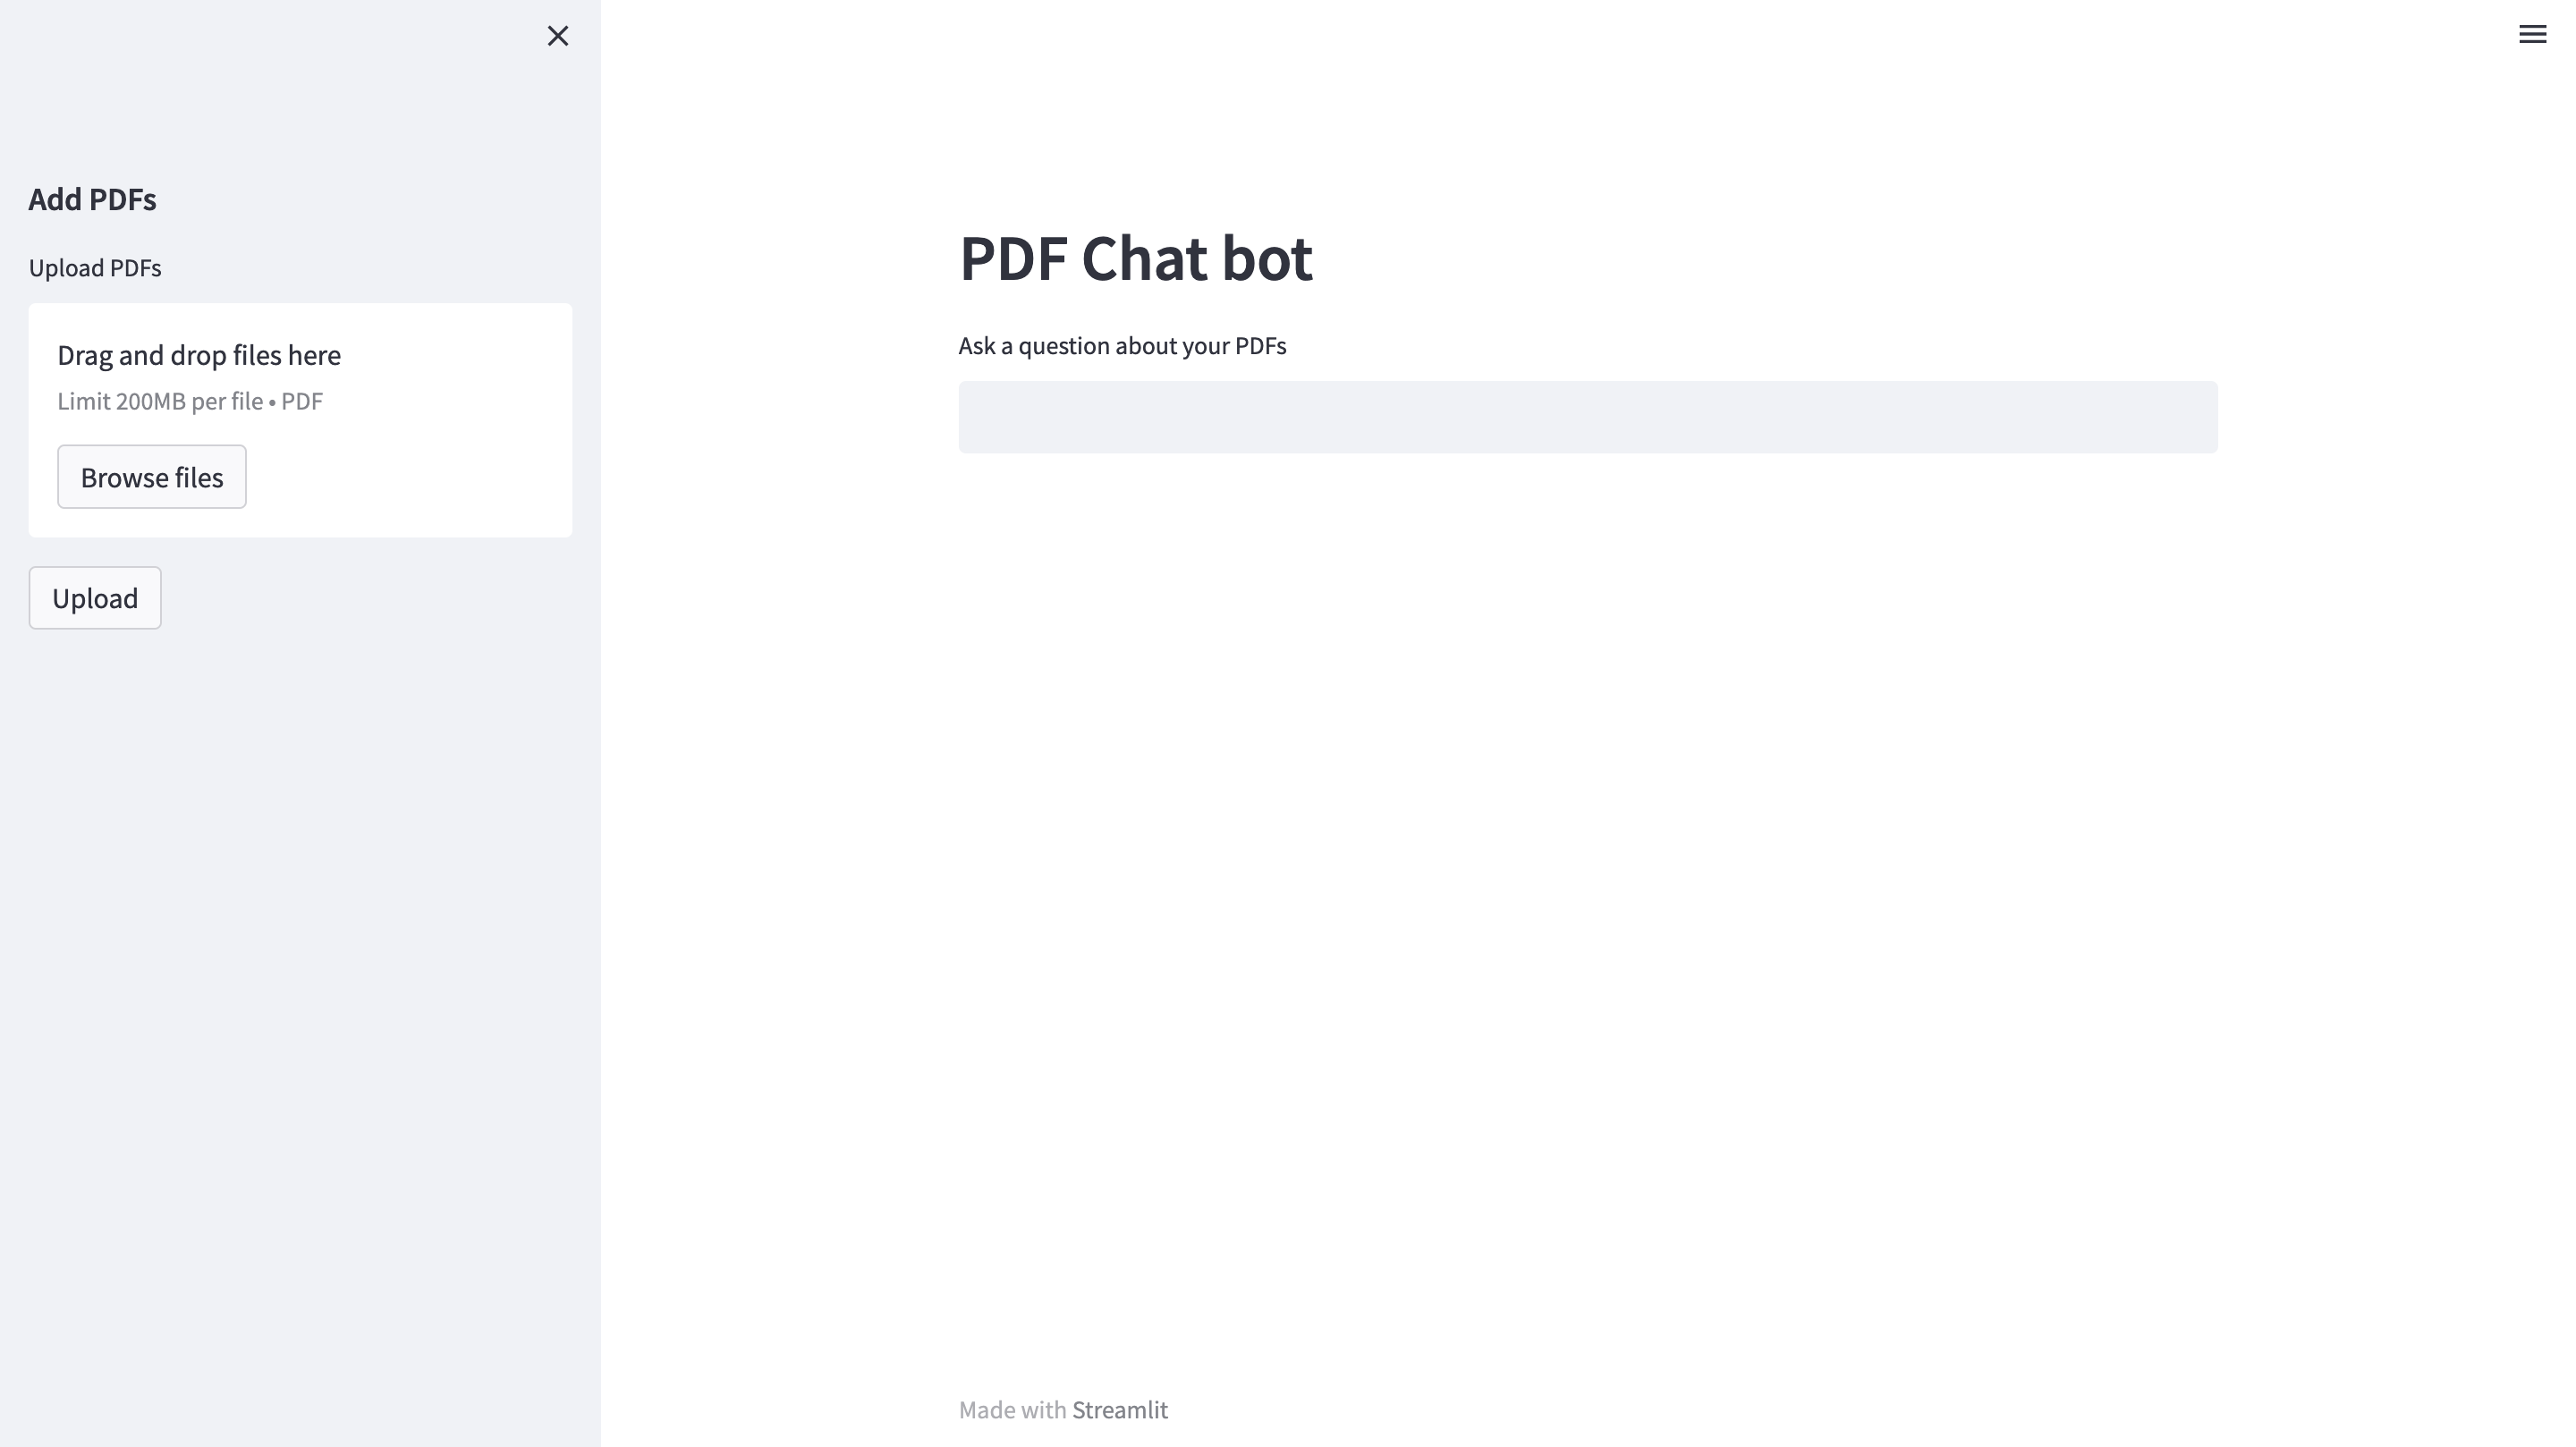 Add PDFs
Upload PDFs
Drag and drop files here
Limit 200MB per file • PDF
Browse files
Upload
PDF Chat bot
Ask a question about your PDFs
Made with Streamlit